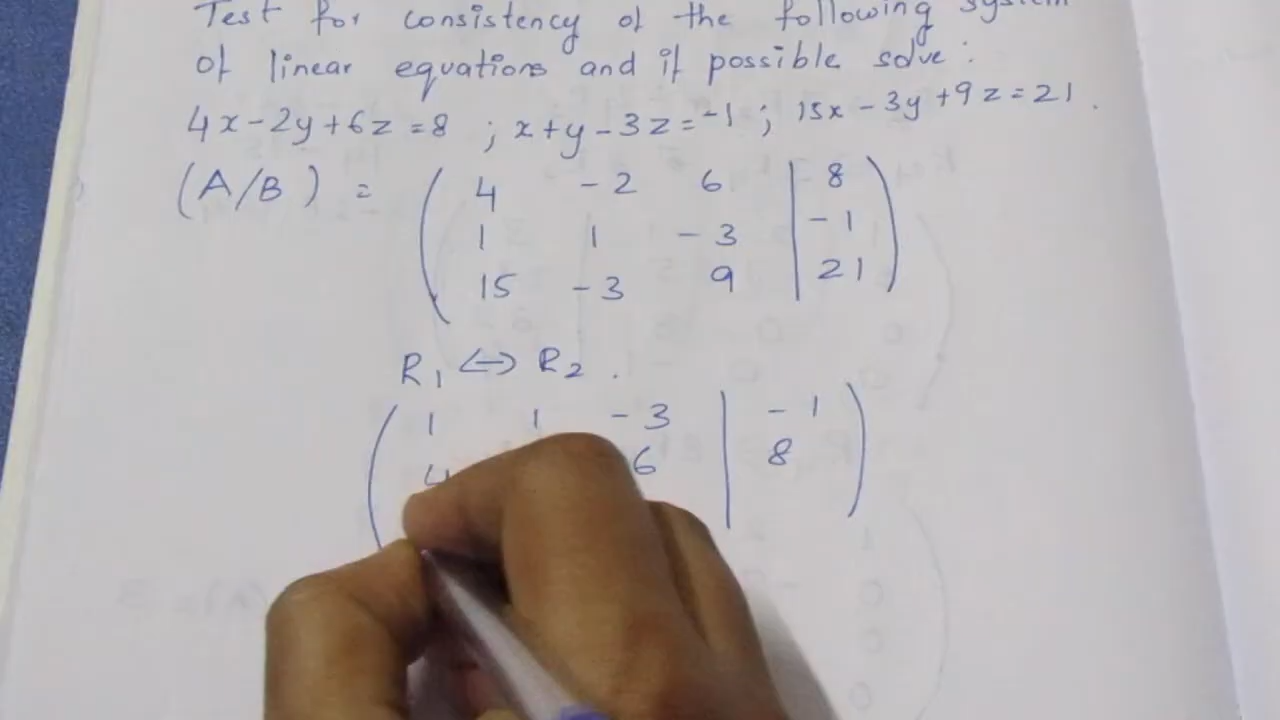 Test for consistency of the following system
of linear equations and if possible solve :
4x-2y+6z=8 ; x+y-3z=-1 ; 15x-3y+9z=21.
(A/B) = ( 4 -2 6 | 8
1 1 -3 | -1
15 -3 9 | 21 )
R1 <=> R2 .
( 1 1 -3 | -1 )
4 6 | 8